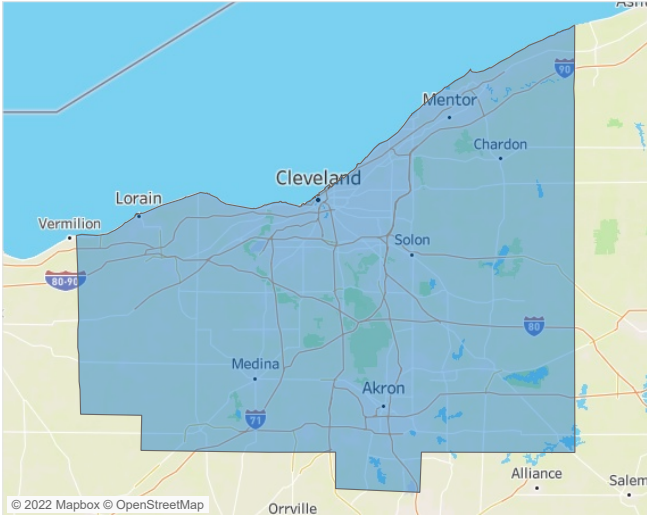 Mentor
90
Chardon
Cleveland
Lorain
Vermilion
Solon
80-90
80
Medina
Akron
71
Alliance
Salem
Orrville
© 2022 Mapbox © OpenStreetMap